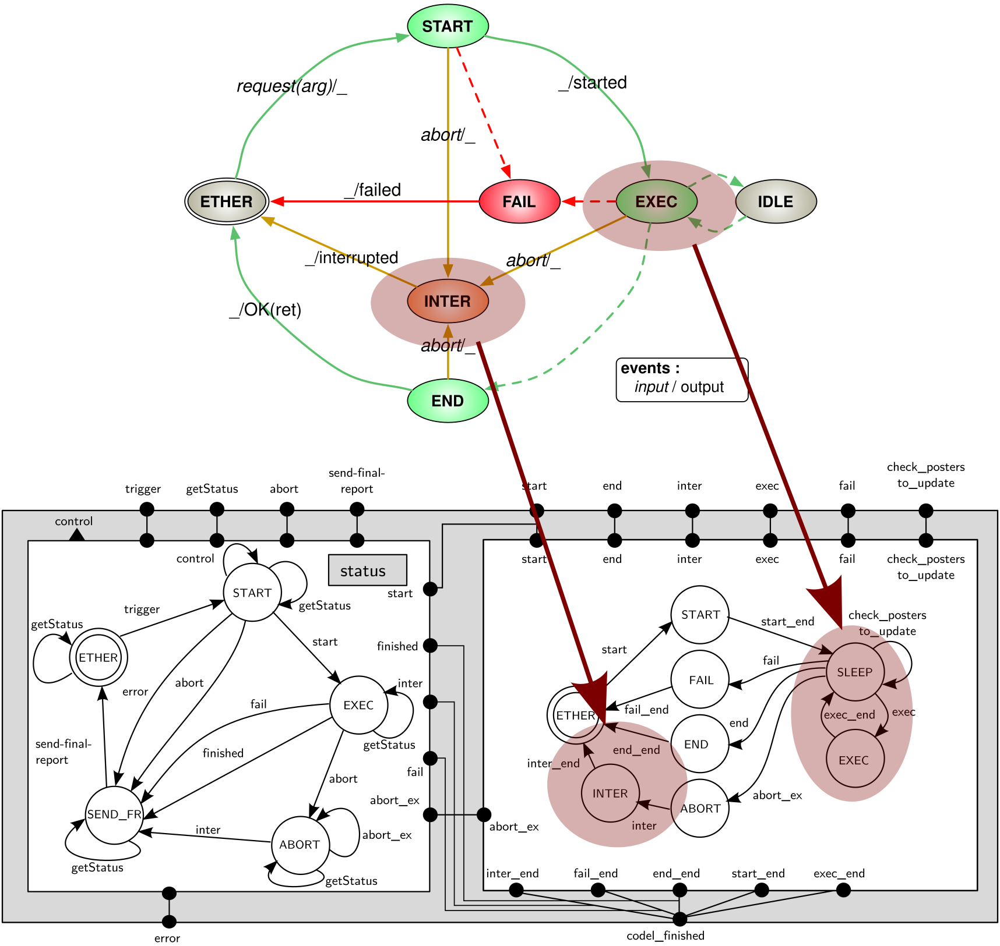 START
request(arg)/_
_/started
abort/_
_/failed
ETHER
FAIL
EXEC
IDLE
_/interrupted
abort/_
INTER
_/OK(ret)
abort/_
events :
input / output
END
check_posters
to_update
send-final-
report
trigger
getStatus
abort
start
end
inter
exec
fail
control
control
status
start
end
inter
exec
fail
check_posters
to_update
START
start
getStatus
trigger
getStatus
ETHER
start
finished
error
abort
fail
inter
EXEC
getStatus
send-final-
report
finished
abort
fail
abort_ex
SEND_FR
inter
ABORT
abort_ex
getStatus
getStatus
START
start_end
check_posters
to_update
start
fail
SLEEP
FAIL
fail_end
ETHER
exec_end
exec
end
end_end
END
inter_end
EXEC
INTER
abort_ex
ABORT
inter
abort_ex
inter_end
fail_end
end_end
start_end
exec_end
error
codel_finished